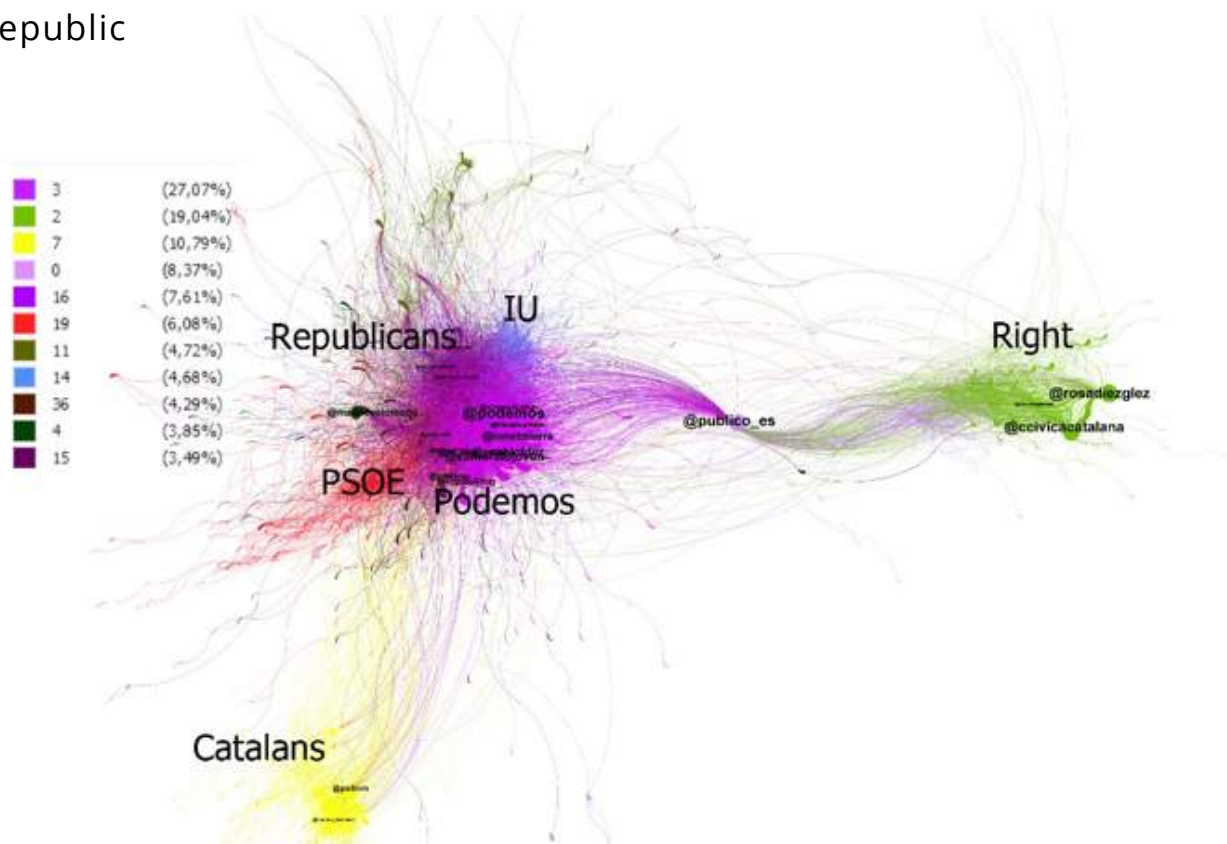 epublic
3 (27,07%)
2 (19,04%)
7 (10,79%)
0 (8,37%)
16 (7,61%)
19 (6,08%)
11 (4,72%)
14 (4,68%)
36 (4,29%)
4 (3,85%)
15 (3,49%)
IU
Republicans
Right
@rosadiezglez
@podemos
@publico_es
@ccivicacatalana
PSOE
Podemos
Catalans